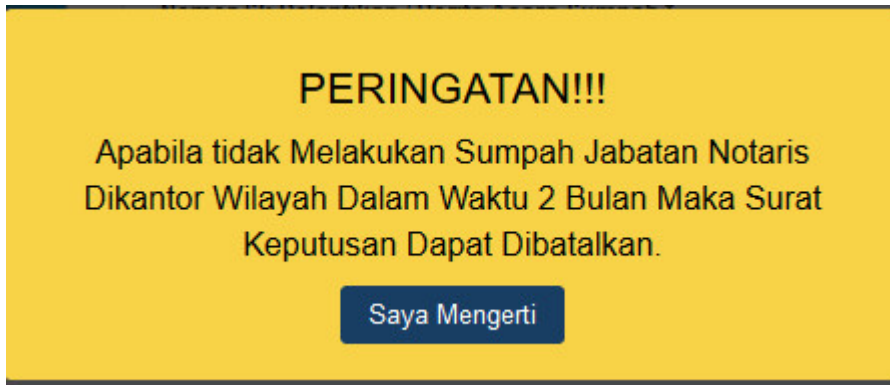 PERINGATAN!!!
Apabila tidak Melakukan Sumpah Jabatan Notaris
Dikantor Wilayah Dalam Waktu 2 Bulan Maka Surat
Keputusan Dapat Dibatalkan.
Saya Mengerti